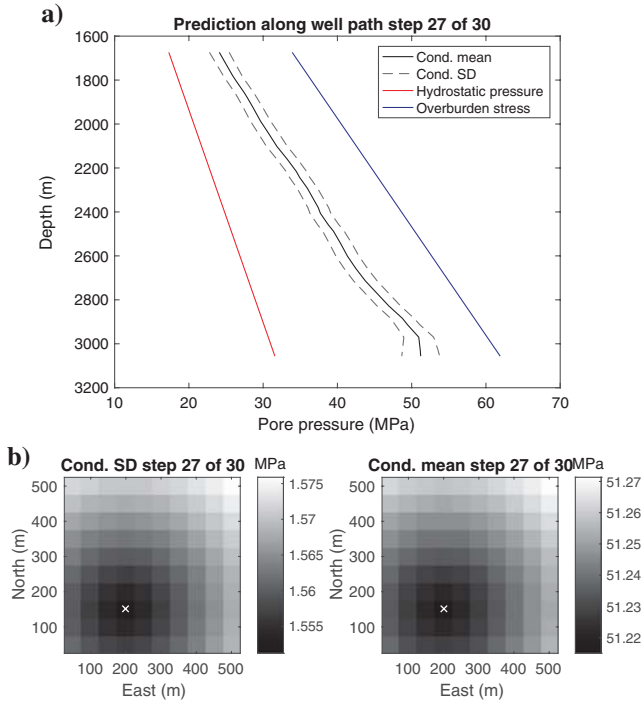 a)
Prediction along well path step 27 of 30
1600
1800
2000
2200
2400
2600
2800
3000
3200
Depth (m)
Cond. mean
Cond. SD
Hydrostatic pressure
Overburden stress
10 20 30 40 50 60 70
Pore pressure (MPa)
b)
Cond. SD step 27 of 30
MPa
500
400
300
200
100
North (m)
100 200 300 400 500
East (m)
1.575
1.57
1.565
1.56
1.555
Cond. mean step 27 of 30
MPa
500
400
300
200
100
North (m)
100 200 300 400 500
East (m)
51.27
51.26
51.25
51.24
51.23
51.22